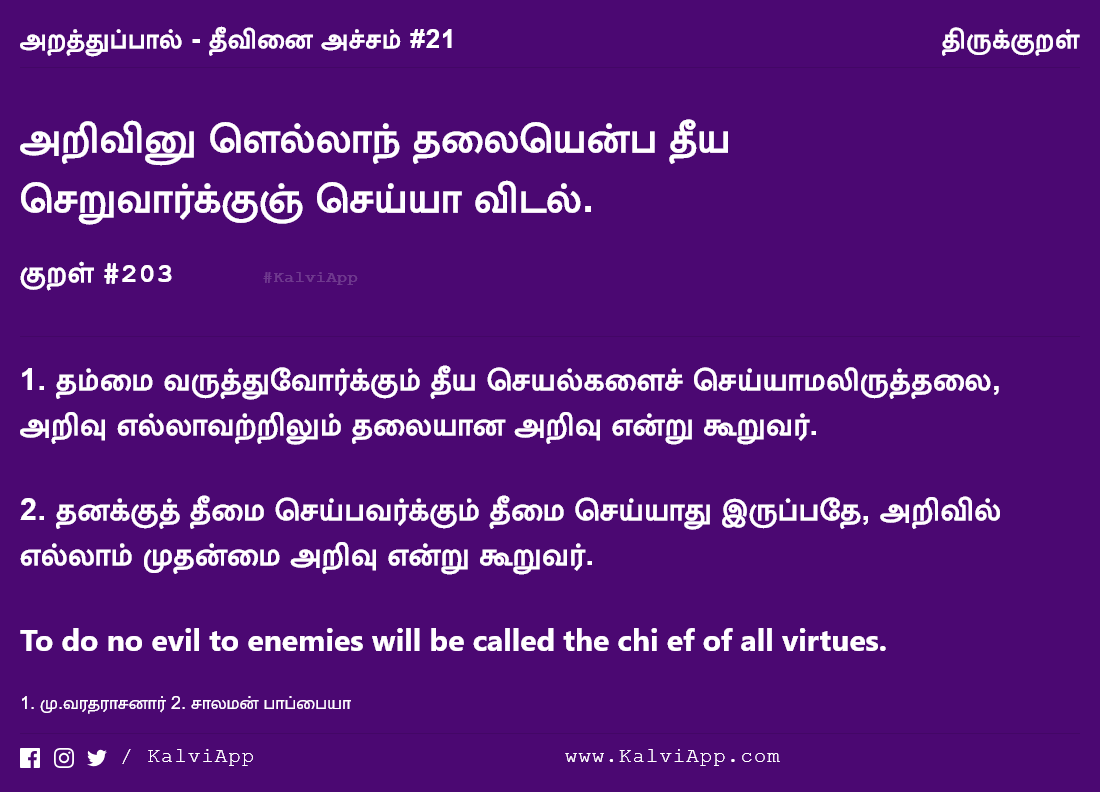 அறத்துப்பால் - தீவினை அச்சம் #21
திருக்குறள்
அறிவினு ளெல்லாந் தலையென்ப தீய
செறுவார்க்குஞ் செய்யா விடல்.
குறள் #203
#KalviApp
1. தம்மை வருத்துவோர்க்கும் தீய செயல்களைச் செய்யாமலிருத்தலை,
அறிவு எல்லாவற்றிலும் தலையான அறிவு என்று கூறுவர்.
2. தனக்குத் தீமை செய்பவர்க்கும் தீமை செய்யாது இருப்பதே, அறிவில்
எல்லாம் முதன்மை அறிவு என்று கூறுவர்.
To do no evil to enemies will be called the chi ef of all virtues.
1. மு.வரதராசனார் 2. சாலமன் பாப்பையா
/ KalviApp
www.KalviApp.com